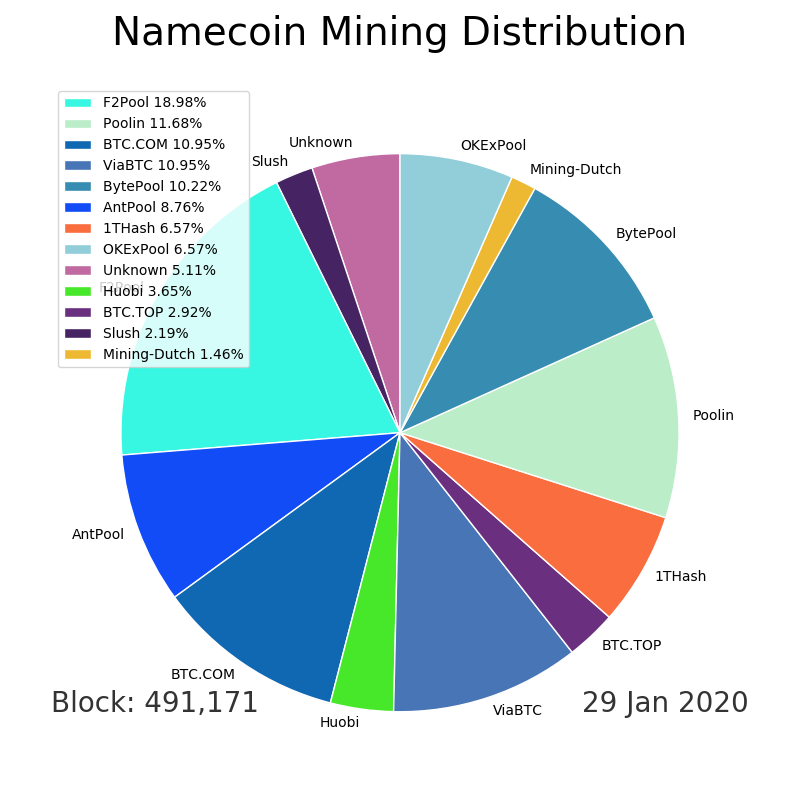 Namecoin Mining Distribution
F2Pool 18.98%
Poolin 11.68%
BTC.COM 10.95%
ViaBTC 10.95%
BytePool 10.22%
AntPool 8.76%
1THash 6.57%
OKExPool 6.57%
Unknown 5.11%
Huobi 3.65%
BTC.TOP 2.92%
Slush 2.19%
Mining-Dutch 1.46%
Unknown
Slush
OKExPool
Mining-Dutch
BytePool
F2Pool
Poolin
AntPool
1THash
BTC.TOP
BTC.COM
Huobi
ViaBTC
Block: 491,171
29 Jan 2020